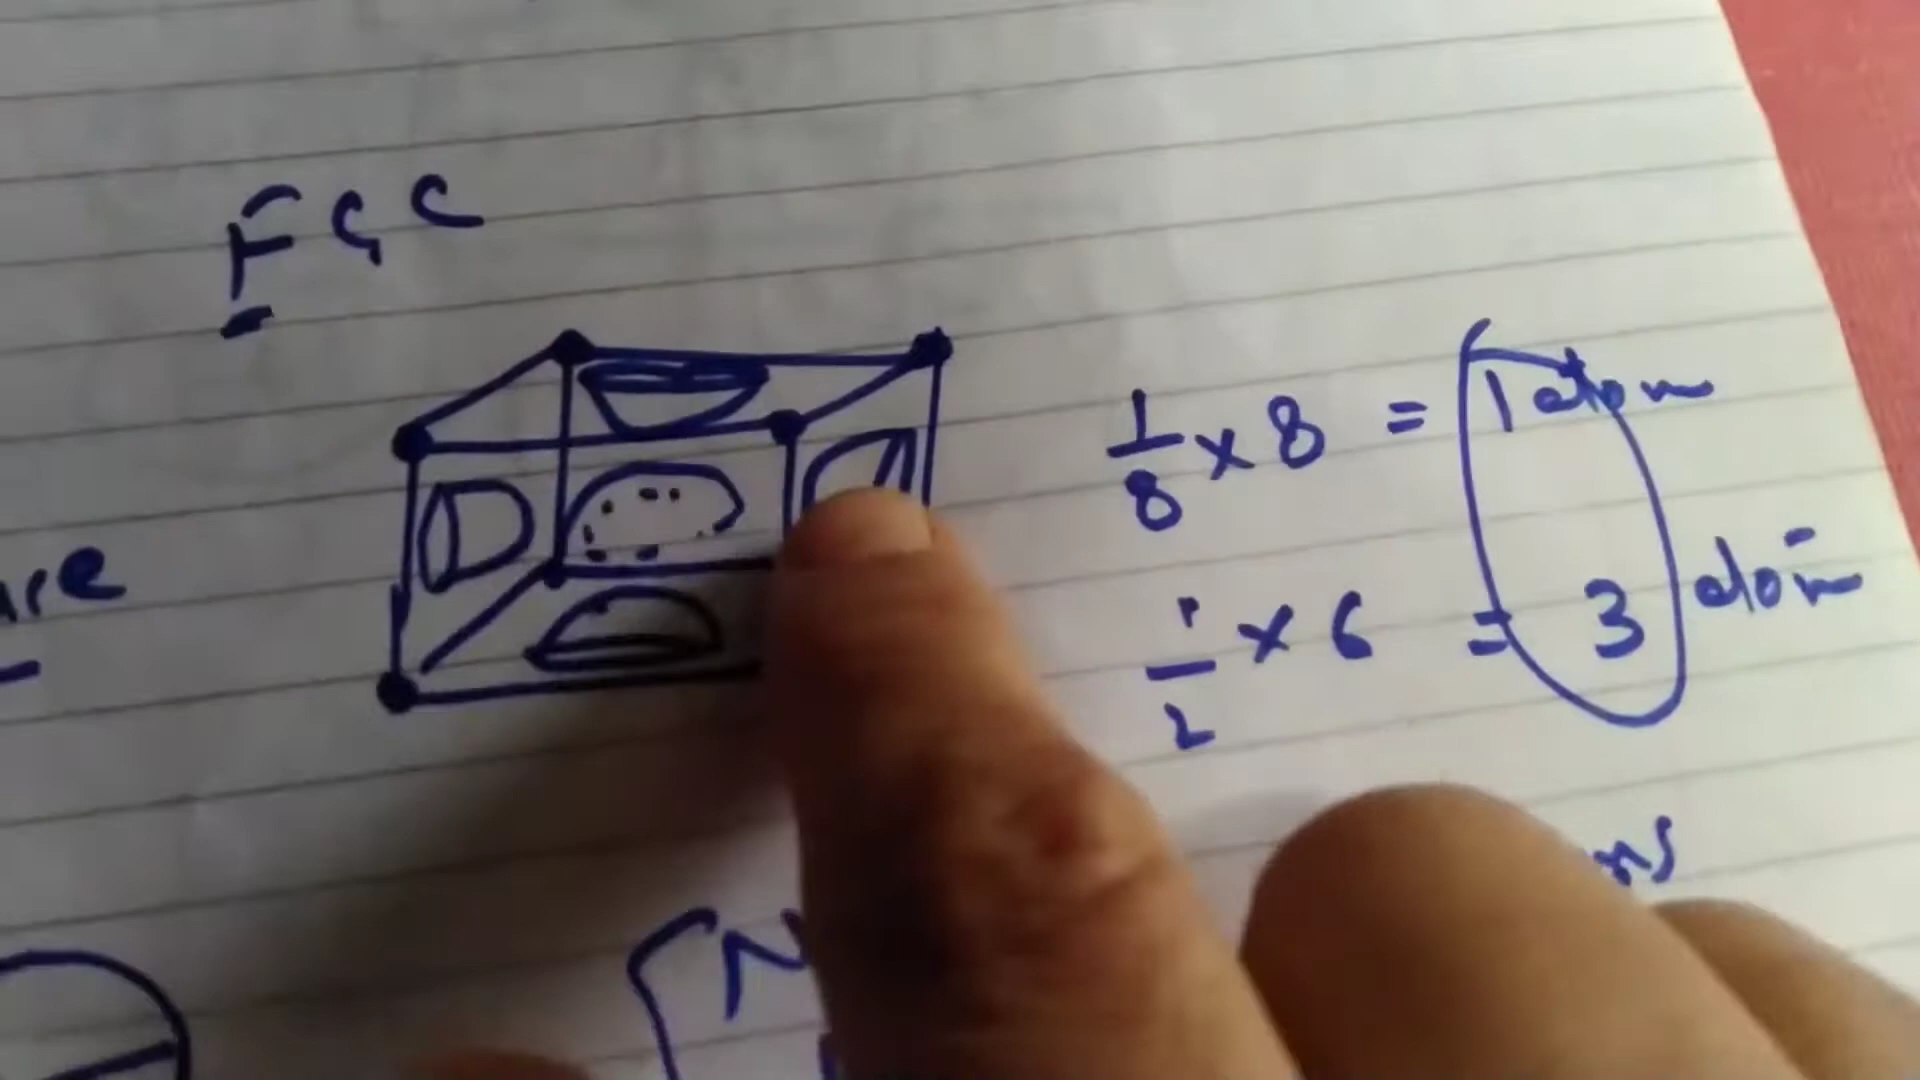 FCC
1/8 × 8 = 1 atom
1/2 × 6 = 3 atom